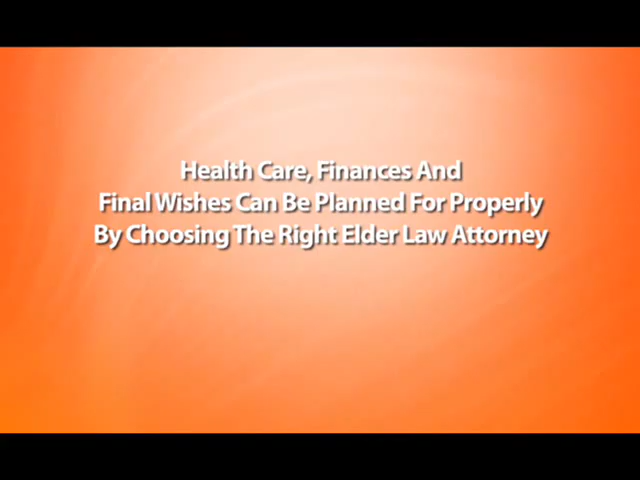 Health Care, Finances And
Final Wishes Can Be Planned For Properly
By Choosing The Right Elder Law Attorney